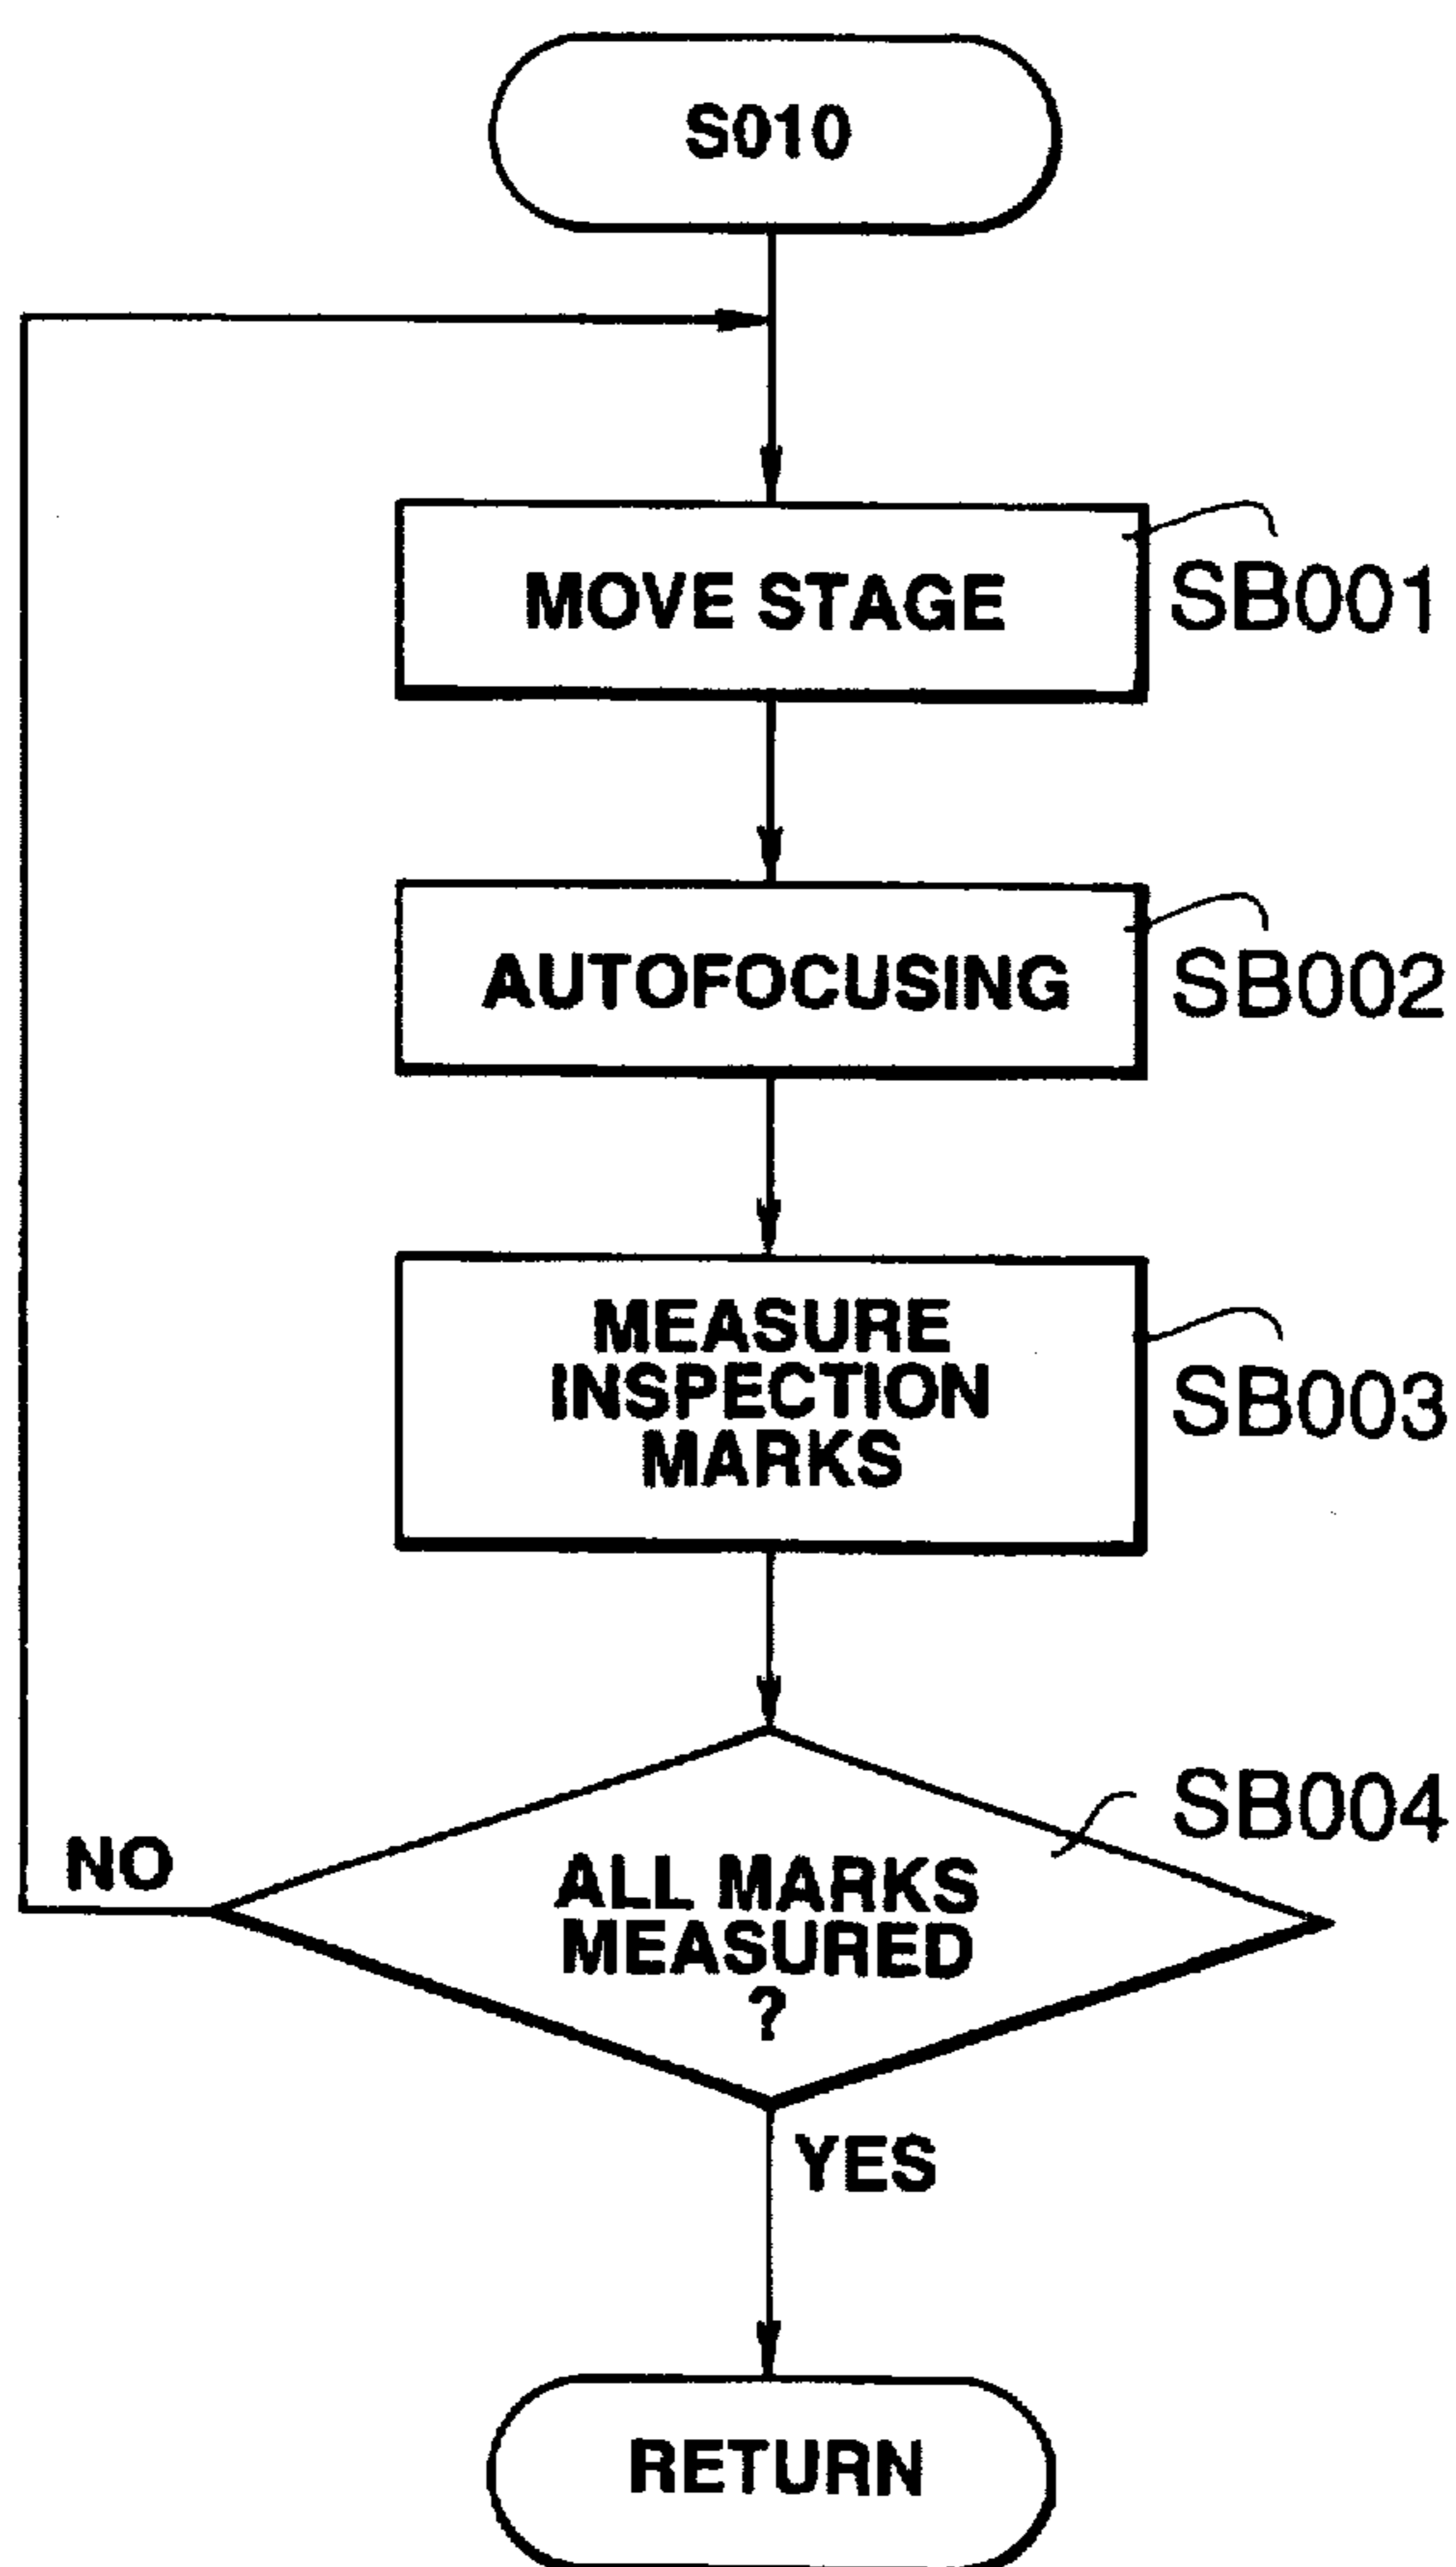 S010
MOVE STAGE
SB001
AUTOFOCUSING
SB002
MEASURE
INSPECTION
MARKS
SB003
SB004
NO
ALL MARKS
MEASURED
?
YES
RETURN